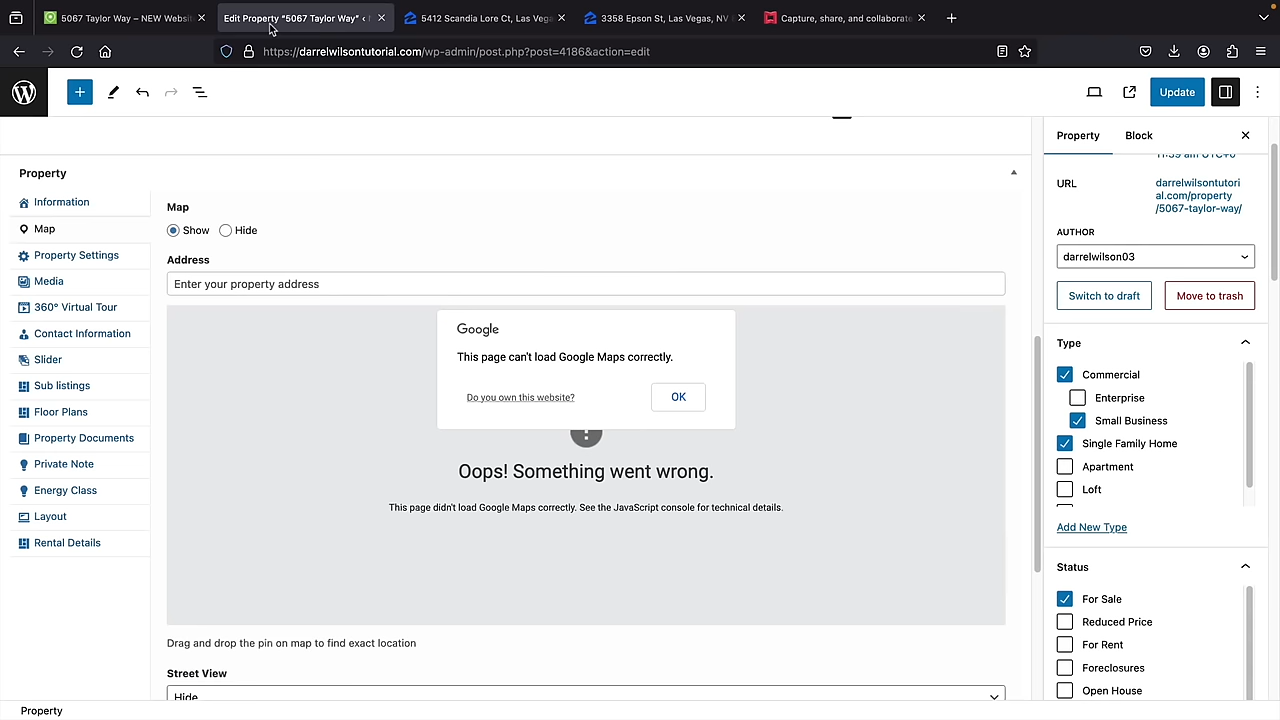 5067 Taylor Way – NEW Websit
Edit Property "5067 Taylor Way" ‹
5412 Scandia Lore Ct, Las Vega
3358 Epson St, Las Vegas, NV
Capture, share, and collaborate
https://darrelwilsontutorial.com/wp-admin/post.php?post=4186&action=edit
Update
Property
Block
Property
Information
Map
Property Settings
Media
360° Virtual Tour
Contact Information
Slider
Sub listings
Floor Plans
Property Documents
Private Note
Energy Class
Layout
Rental Details
Map
Show
Hide
Address
Enter your property address
Google
This page can't load Google Maps correctly.
Do you own this website?
OK
Oops! Something went wrong.
This page didn't load Google Maps correctly. See the JavaScript console for technical details.
Drag and drop the pin on map to find exact location
Street View
Hide
URL
darrelwilsontutori
al.com/property
/5067-taylor-way/
AUTHOR
darrelwilson03
Switch to draft
Move to trash
Type
Commercial
Enterprise
Small Business
Single Family Home
Apartment
Loft
Add New Type
Status
For Sale
Reduced Price
For Rent
Foreclosures
Open House
Property